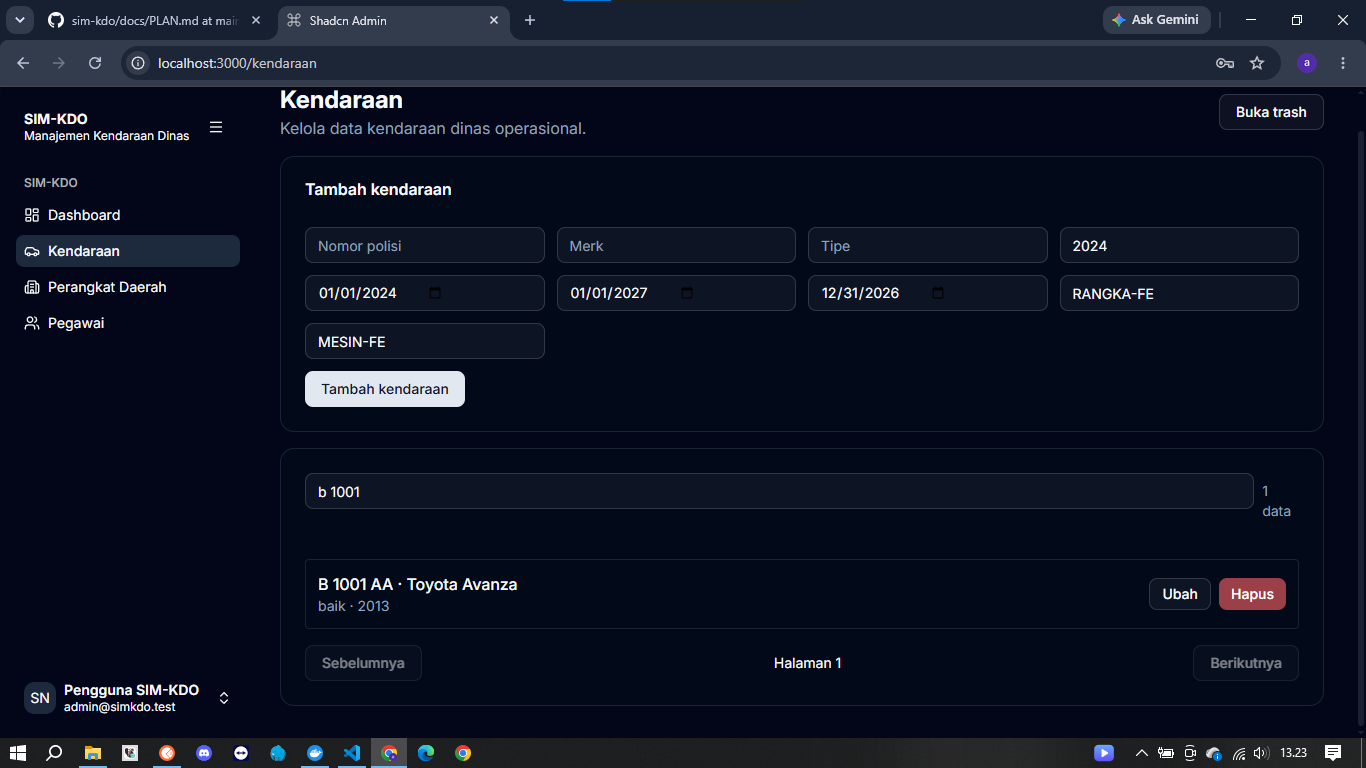 sim-kdo/docs/PLAN.md at main
Shadcn Admin
Ask Gemini
localhost:3000/kendaraan
a
SIM-KDO
Manajemen Kendaraan Dinas
SIM-KDO
Dashboard
Kendaraan
Perangkat Daerah
Pegawai
SN
Pengguna SIM-KDO
admin@simkdo.test
Kendaraan
Kelola data kendaraan dinas operasional.
Buka trash
Tambah kendaraan
Nomor polisi
Merk
Tipe
2024
01/01/2024
01/01/2027
12/31/2026
RANGKA-FE
MESIN-FE
Tambah kendaraan
b 1001
1
data
B 1001 AA · Toyota Avanza
baik · 2013
Ubah
Hapus
Sebelumnya
Halaman 1
Berikutnya
13.23